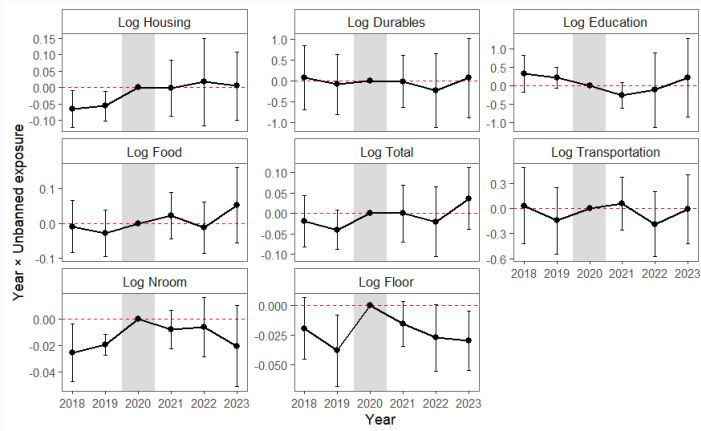 Log Housing
Log Durables
Log Education
0.15
0.10
0.05
0.00
-0.05
-0.10
1.0
0.5
0.0
-0.5
-1.0
1.0
0.5
0.0
-0.5
-1.0
Log Food
Log Total
Log Transportation
0.1
0.0
-0.1
0.10
0.05
0.00
-0.05
-0.10
0.3
0.0
-0.3
-0.6
2018 2019 2020 2021 2022 2023
Log Nroom
Log Floor
0.00
-0.02
-0.04
0.000
-0.025
-0.050
2018 2019 2020 2021 2022 2023
2018 2019 2020 2021 2022 2023
Year × Unbanned exposure
Year